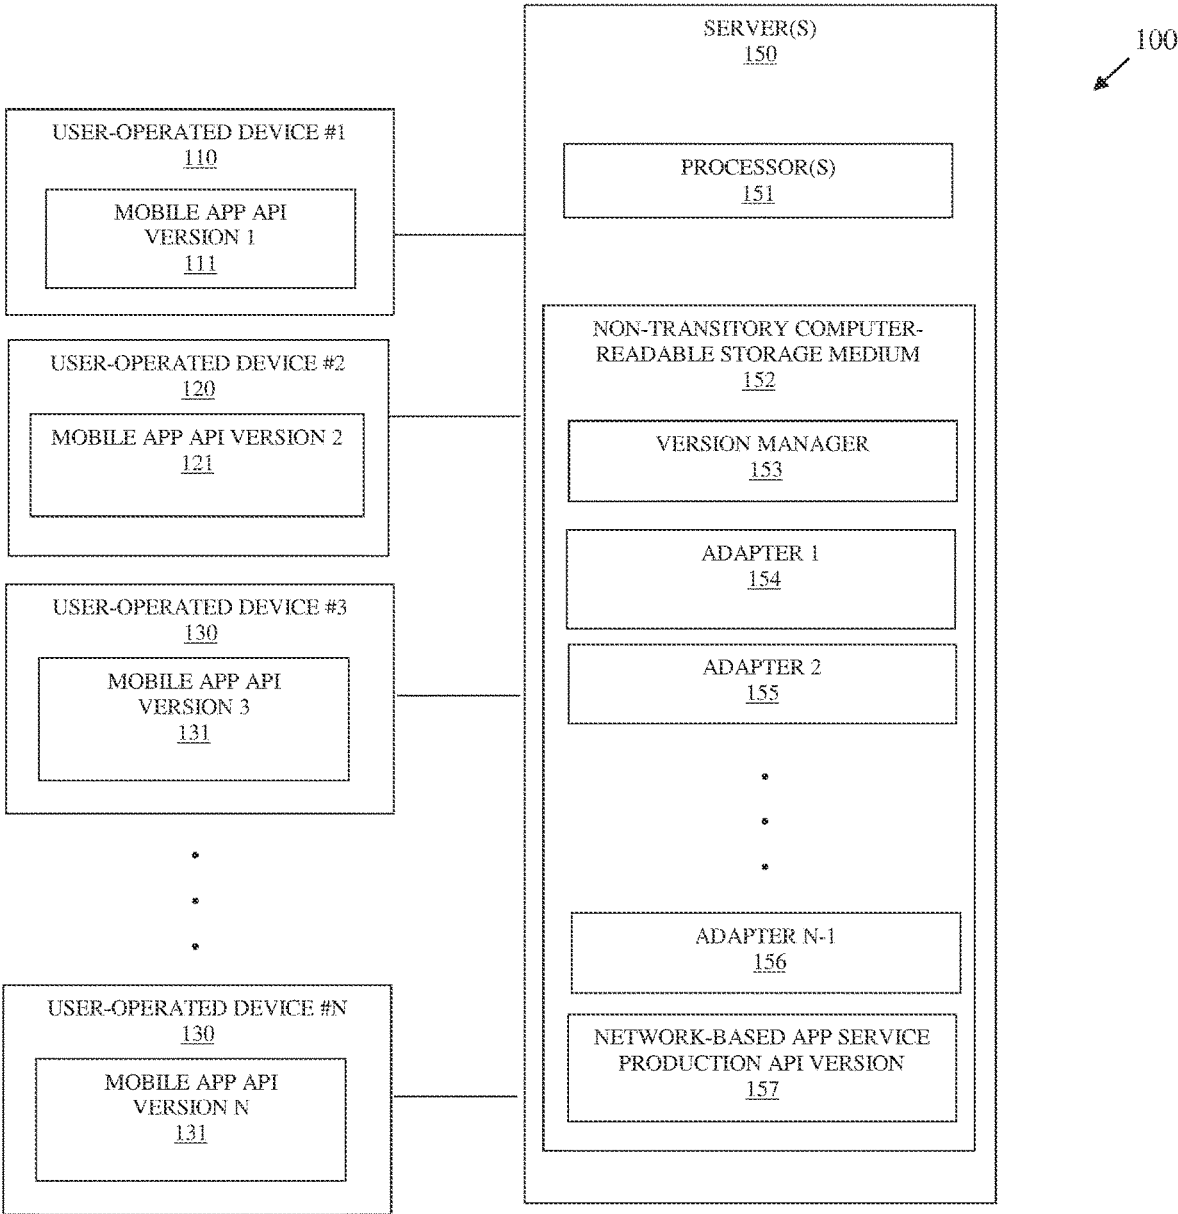 100
USER-OPERATED DEVICE #1
110
MOBILE APP API
VERSION 1
111
USER-OPERATED DEVICE #2
120
MOBILE APP API VERSION 2
121
USER-OPERATED DEVICE #3
130
MOBILE APP API
VERSION 3
131
USER-OPERATED DEVICE #N
130
MOBILE APP API
VERSION N
131
SERVER(S)
150
PROCESSOR(S)
151
NON-TRANSITORY COMPUTER-
READABLE STORAGE MEDIUM
152
VERSION MANAGER
153
ADAPTER 1
154
ADAPTER 2
155
ADAPTER N-1
156
NETWORK-BASED APP SERVICE
PRODUCTION API VERSION
157